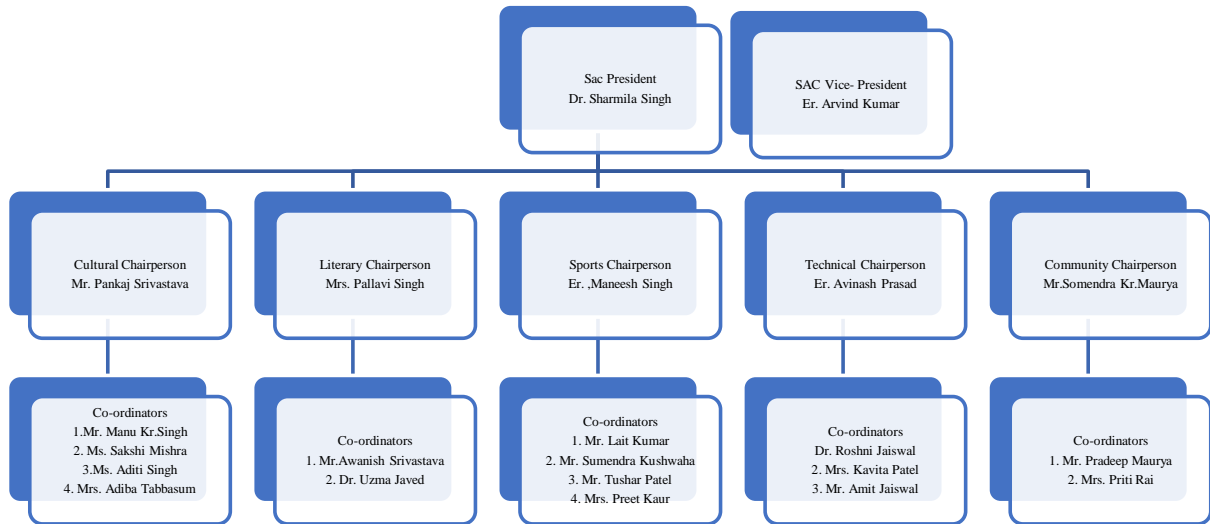 Sac President
Dr. Sharmila Singh
SAC Vice- President
Er. Arvind Kumar
Cultural Chairperson
Mr. Pankaj Srivastava
Literary Chairperson
Mrs. Pallavi Singh
Sports Chairperson
Er. ,Maneesh Singh
Technical Chairperson
Er. Avinash Prasad
Community Chairperson
Mr.Somendra Kr.Maurya
Co-ordinators
1.Mr. Manu Kr.Singh
2. Ms. Sakshi Mishra
3.Ms. Aditi Singh
4. Mrs. Adiba Tabbasum
Co-ordinators
1. Mr.Awanish Srivastava
2. Dr. Uzma Javed
Co-ordinators
1. Mr. Lait Kumar
2. Mr. Sumendra Kushwaha
3. Mr. Tushar Patel
4. Mrs. Preet Kaur
Co-ordinators
Dr. Roshni Jaiswal
2. Mrs. Kavita Patel
3. Mr. Amit Jaiswal
Co-ordinators
1. Mr. Pradeep Maurya
2. Mrs. Priti Rai